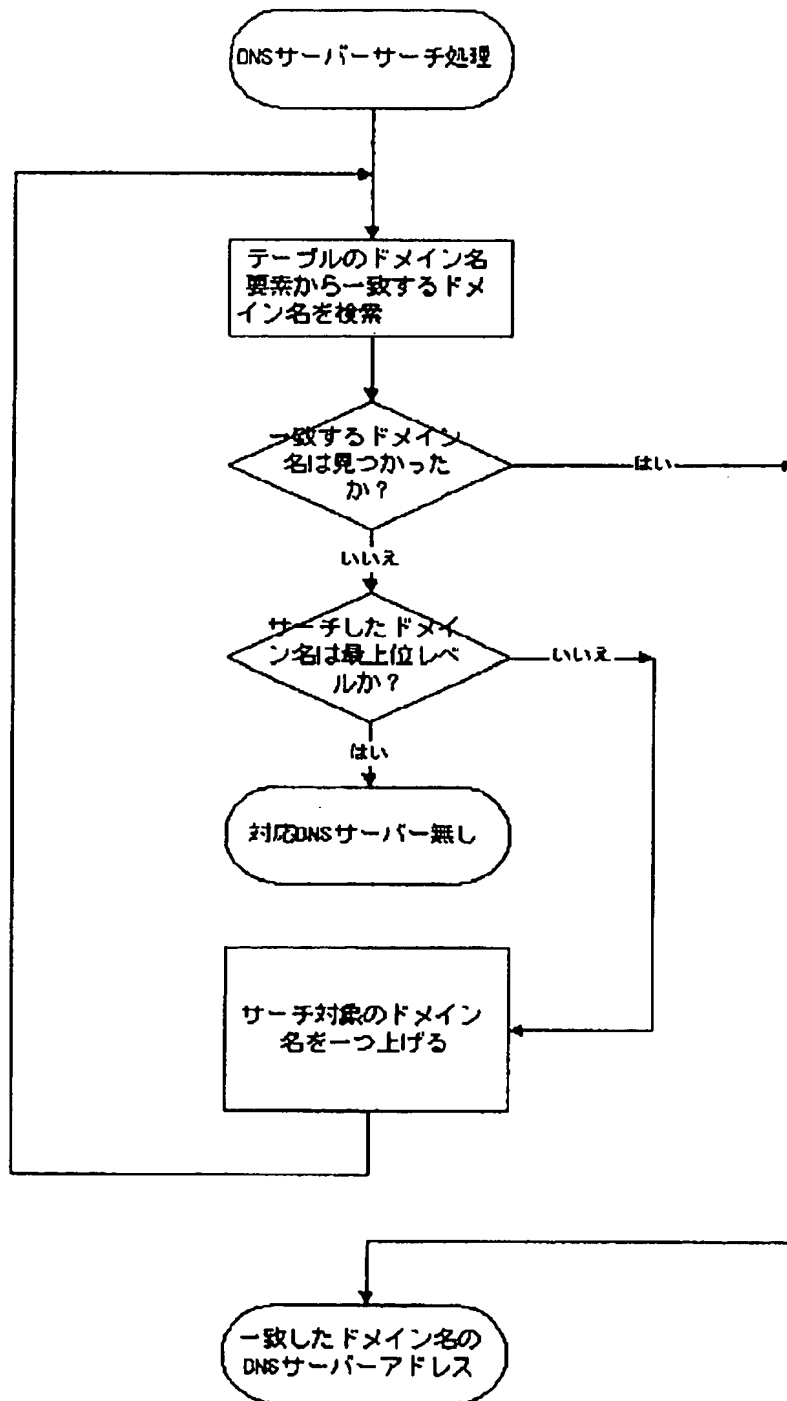 DNSサーバーサーチ処理
テーブルのドメイン名
要素から一致するドメ
イン名を検索
一致するドメイン
名は見つかった
か？
はい
いいえ
サーチしたドメイ
ン名は最上位レベ
ルか？
いいえ
はい
対応DNSサーバー無し
サーチ対象のドメイン
名を一つ上げる
一致したドメイン名の
DNSサーバーアドレス